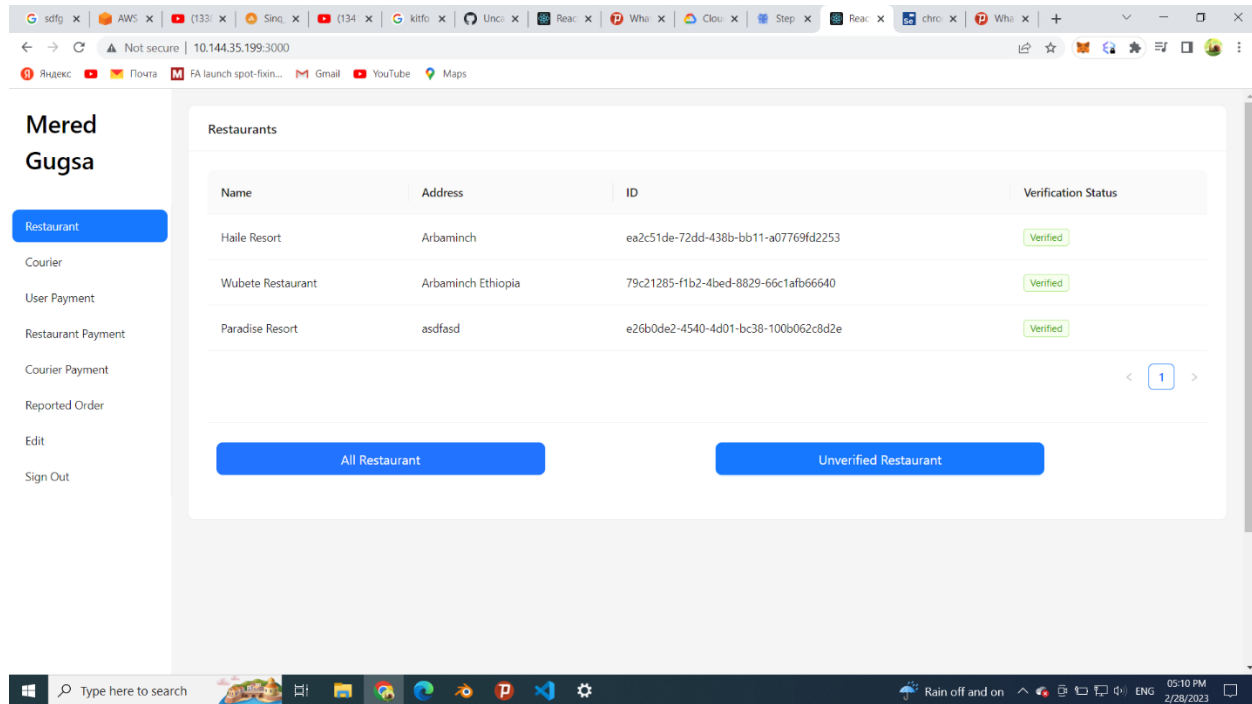 sdfg
AWS
(133
Sinq
(134
kitfo
Unca
Reac
Wha
Clou
Step
Reac
chro
Wha
Not secure | 10.144.35.199:3000
Яндекс
Почта
FA launch spot-fixin...
Gmail
YouTube
Maps
Mered
Gugsa
Restaurant
Courier
User Payment
Restaurant Payment
Courier Payment
Reported Order
Edit
Sign Out
Restaurants
Name Address ID Verification Status
Haile Resort Arbaminch ea2c51de-72dd-438b-bb11-a07769fd2253 Verified
Wubete Restaurant Arbaminch Ethiopia 79c21285-f1b2-4bed-8829-66c1afb66640 Verified
Paradise Resort asdfasd e26b0de2-4540-4d01-bc38-100b062c8d2e Verified
< 1 >
All Restaurant
Unverified Restaurant
Type here to search
Rain off and on
ENG
05:10 PM
2/28/2023